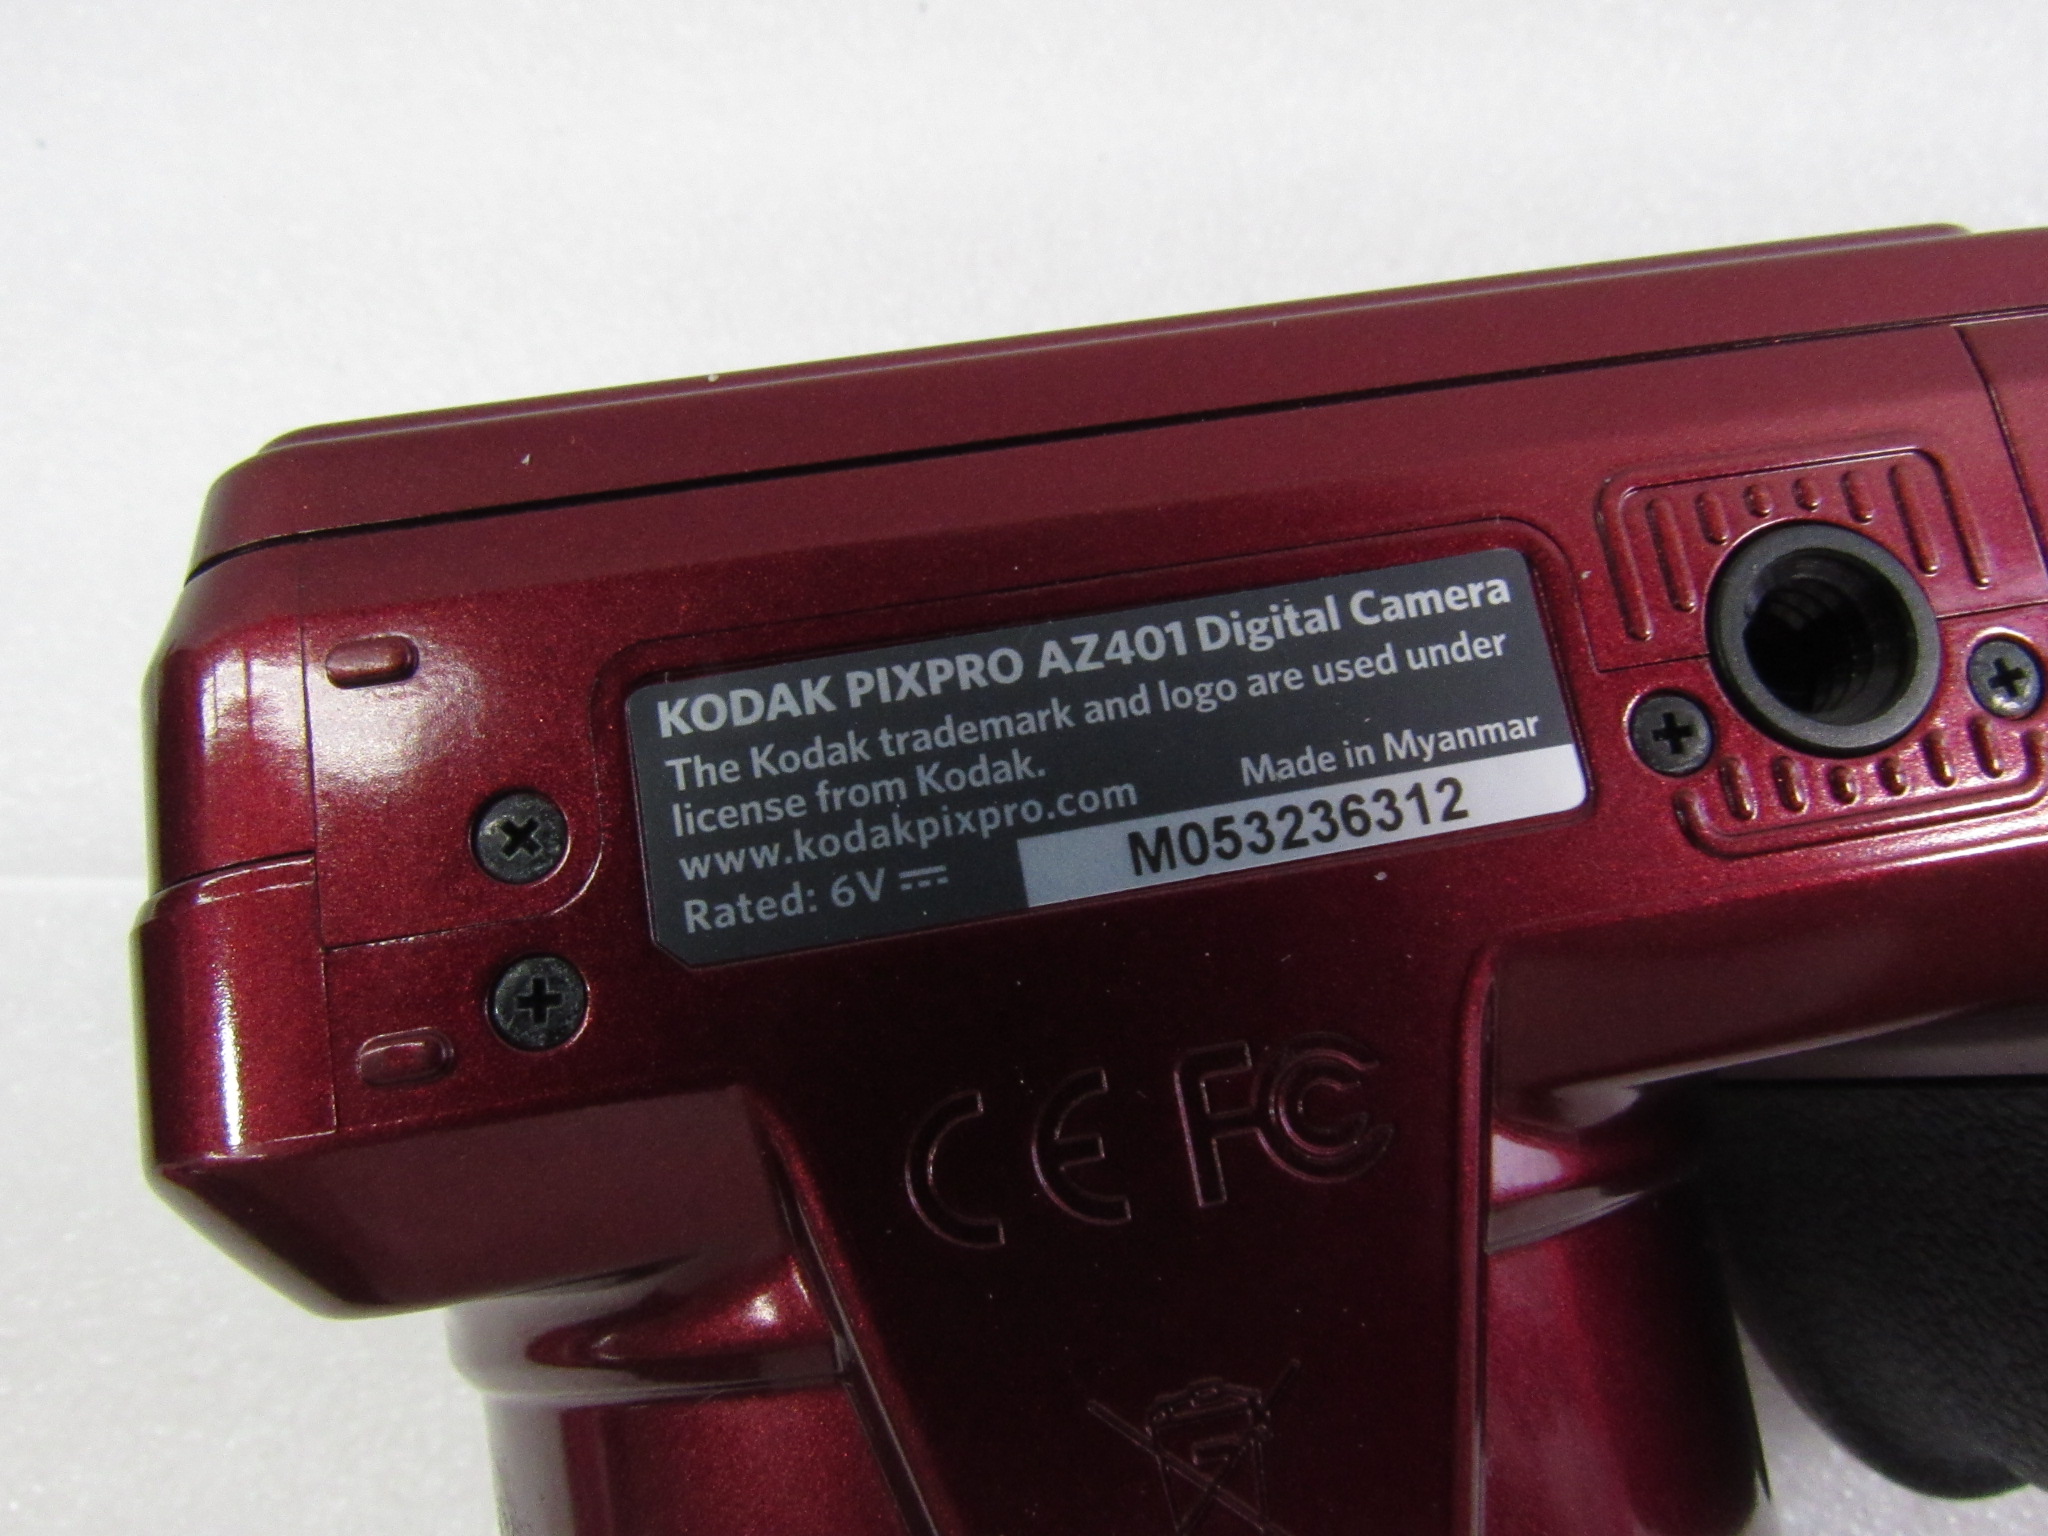 KODAK PIXPRO AZ401 Digital Camera
The Kodak trademark and logo are used under
license from Kodak.
www.kodakpixpro.com
Made in Myanmar
Rated: 6V
M053236312
CE FC